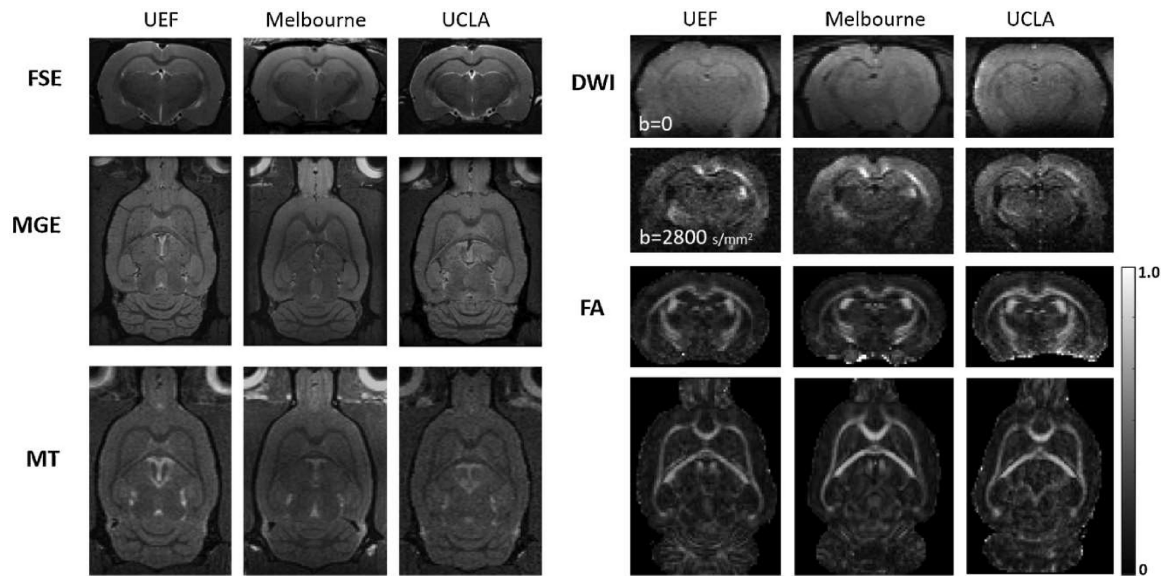 UEF Melbourne UCLA
FSE
MGE
MT
UEF Melbourne UCLA
DWI
b=0
b=2800 s/mm²
FA
1.0
0